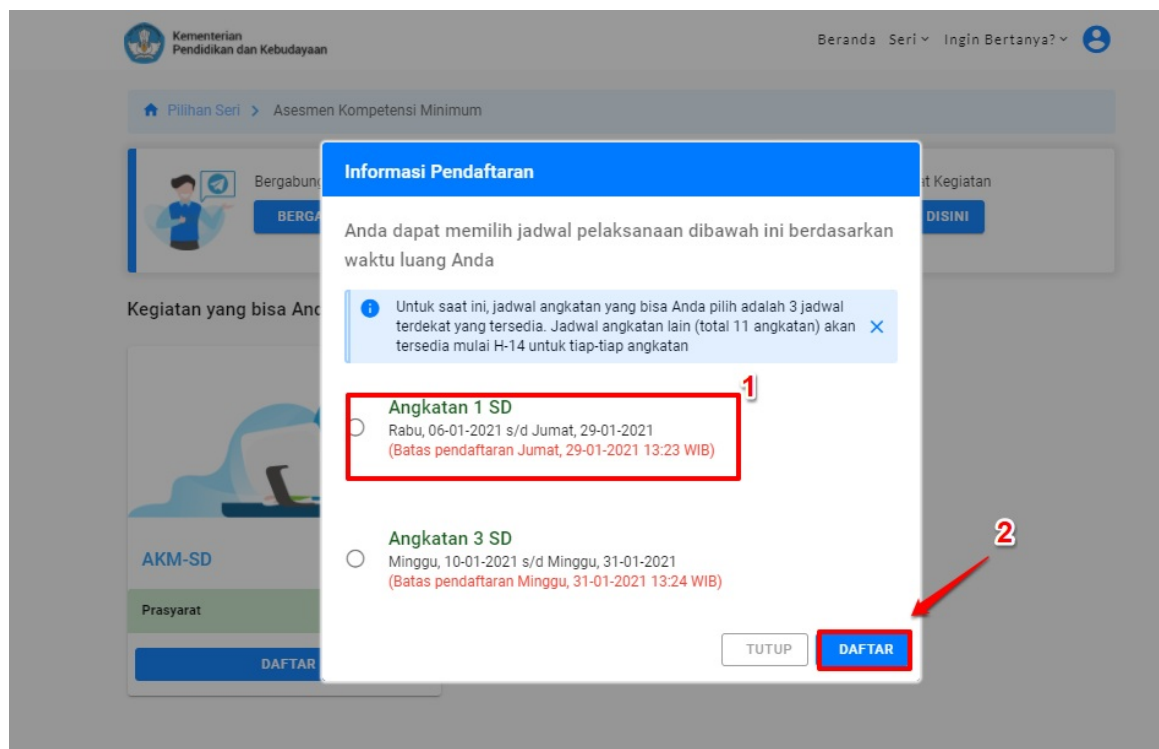 Kementerian
Pendidikan dan Kebudayaan
Beranda Seri Ingin Bertanya?
Pilihan Seri > Asesmen Kompetensi Minimum
Bergabung
BERGA
Informasi Pendaftaran
at Kegiatan
DISINI
Anda dapat memilih jadwal pelaksanaan dibawah ini berdasarkan
waktu luang Anda
Kegiatan yang bisa And
Untuk saat ini, jadwal angkatan yang bisa Anda pilih adalah 3 jadwal
terdekat yang tersedia. Jadwal angkatan lain (total 11 angkatan) akan
tersedia mulai H-14 untuk tiap-tiap angkatan
1
Angkatan 1 SD
Rabu, 06-01-2021 s/d Jumat, 29-01-2021
(Batas pendaftaran Jumat, 29-01-2021 13:23 WIB)
2
Angkatan 3 SD
Minggu, 10-01-2021 s/d Minggu, 31-01-2021
(Batas pendaftaran Minggu, 31-01-2021 13:24 WIB)
AKM-SD
Prasyarat
DAFTAR
TUTUP
DAFTAR